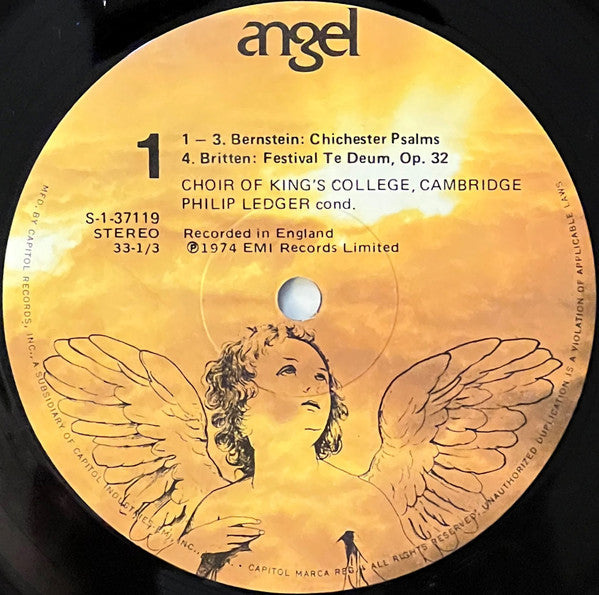 angel
1
1 – 3. Bernstein: Chichester Psalms
4. Britten: Festival Te Deum, Op. 32
CHOIR OF KING'S COLLEGE, CAMBRIDGE
PHILIP LEDGER cond.
S-1-37119
STEREO
33-1/3
Recorded in England
℗1974 EMI Records Limited
MFD. BY CAPITOL RECORDS, INC., A SUBSIDIARY OF CAPITOL INDUSTRIES-EMI, INC., CAPITOL MARCA REG. ALL RIGHTS RESERVED. UNAUTHORIZED DUPLICATION IS A VIOLATION OF APPLICABLE LAWS